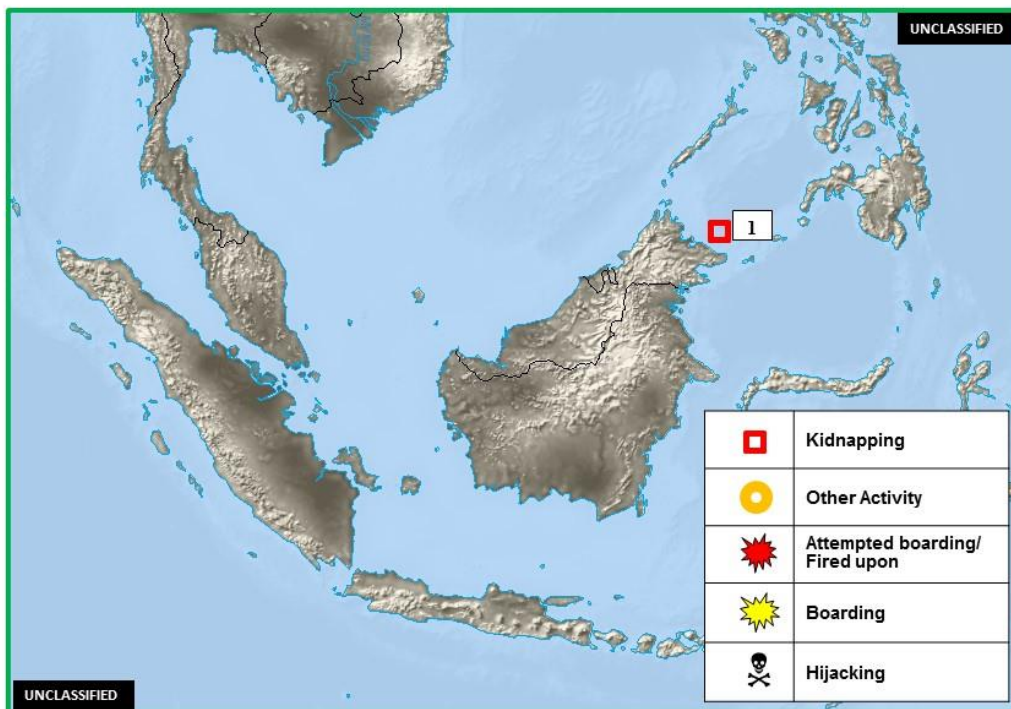 UNCLASSIFIED
1
Kidnapping
Other Activity
Attempted boarding/
Fired upon
Boarding
Hijacking
UNCLASSIFIED